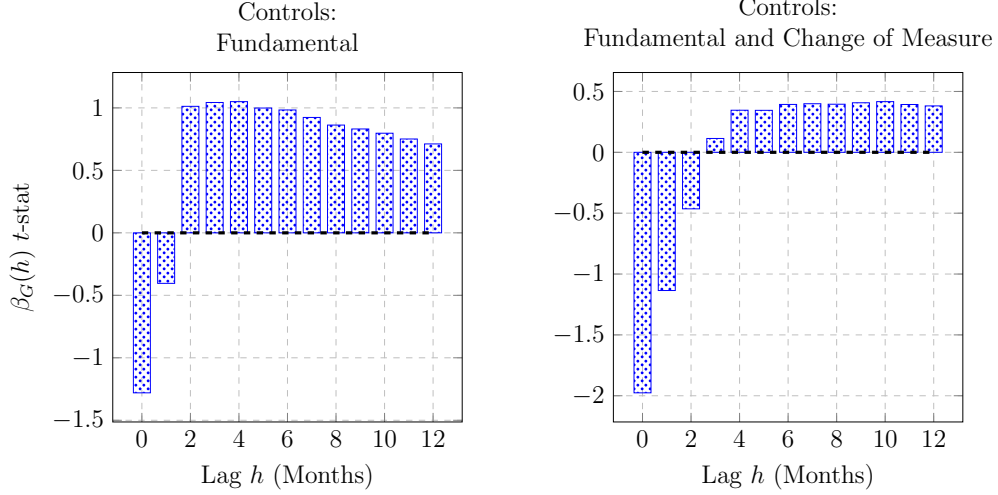 Controls:
Fundamental
1
0.5
0
−0.5
−1
−1.5
0 2 4 6 8 10 12
Lag h (Months)
β_G(h) t-stat
Controls:
Fundamental and Change of Measure
0.5
0
−0.5
−1
−1.5
−2
0 2 4 6 8 10 12
Lag h (Months)